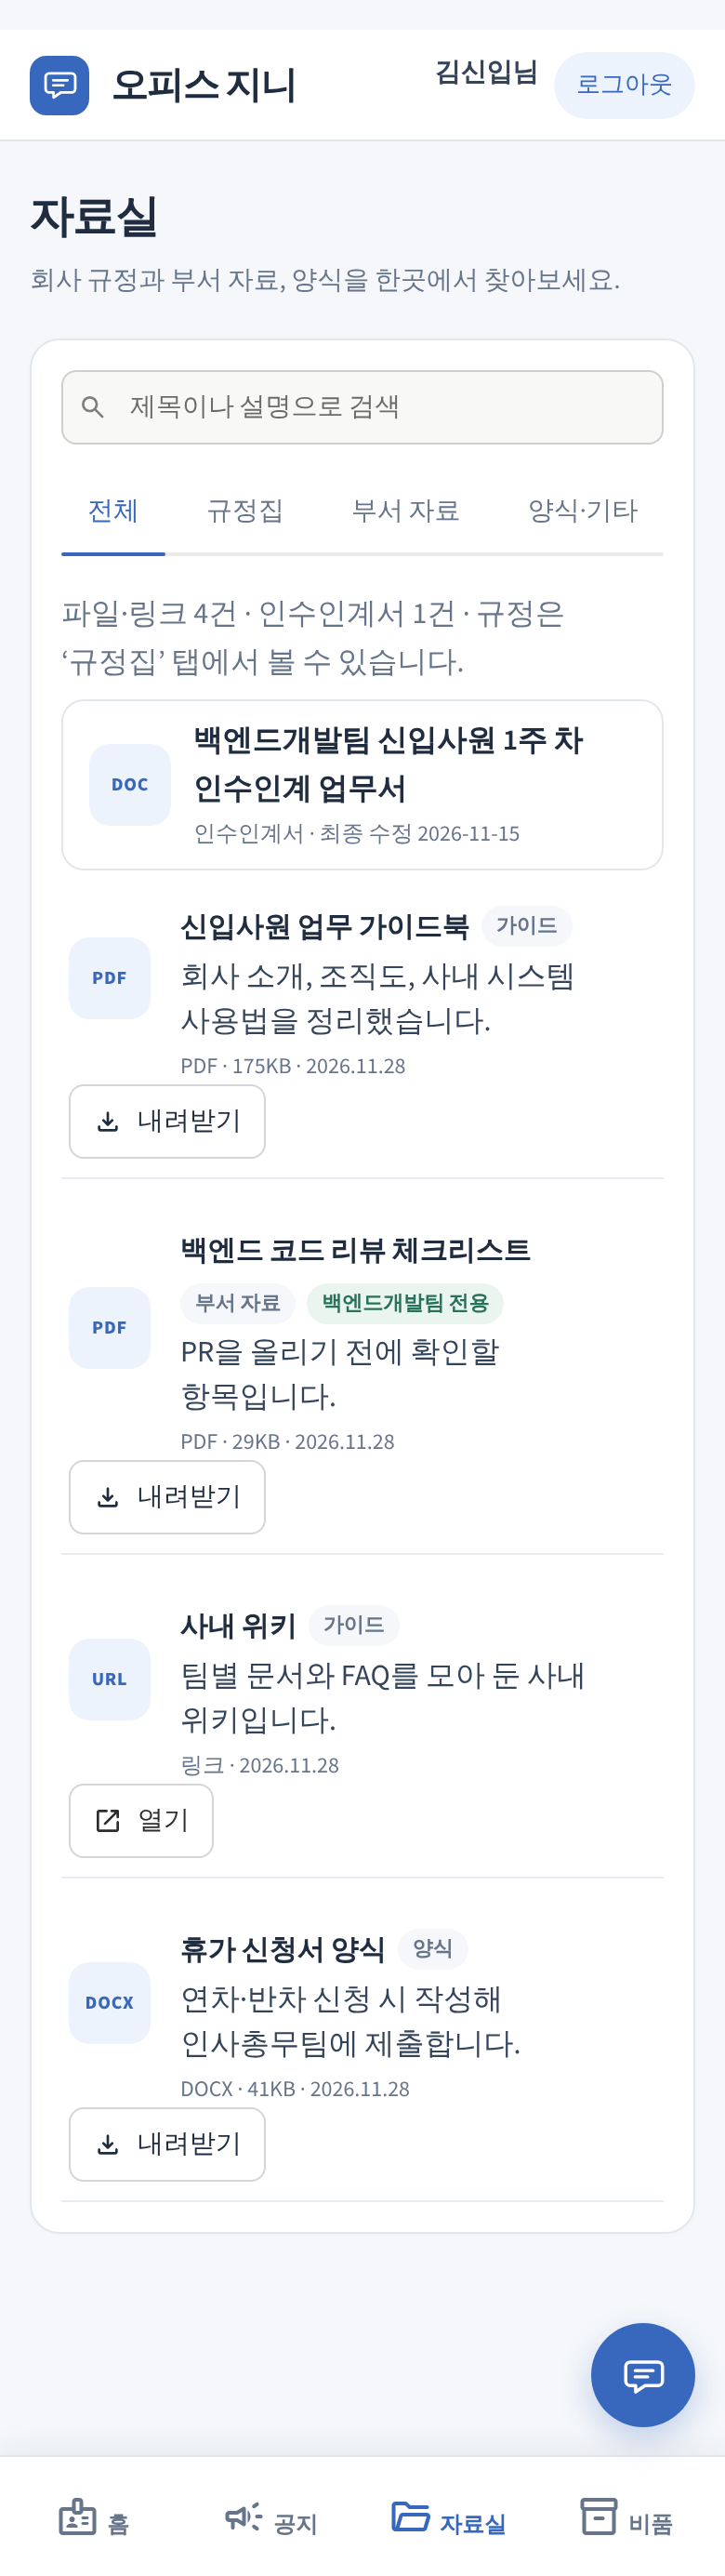 오피스 지니
김신입님
로그아웃
자료실
회사 규정과 부서 자료, 양식을 한곳에서 찾아보세요.
제목이나 설명으로 검색
전체
규정집
부서 자료
양식·기타
파일·링크 4건 · 인수인계서 1건 · 규정은
‘규정집’ 탭에서 볼 수 있습니다.
DOC
백엔드개발팀 신입사원 1주 차
인수인계 업무서
인수인계서 · 최종 수정 2026-11-15
PDF
신입사원 업무 가이드북
가이드
회사 소개, 조직도, 사내 시스템
사용법을 정리했습니다.
PDF · 175KB · 2026.11.28
내려받기
PDF
백엔드 코드 리뷰 체크리스트
부서 자료
백엔드개발팀 전용
PR을 올리기 전에 확인할
항목입니다.
PDF · 29KB · 2026.11.28
내려받기
URL
사내 위키
가이드
팀별 문서와 FAQ를 모아 둔 사내
위키입니다.
링크 · 2026.11.28
열기
DOCX
휴가 신청서 양식
양식
연차·반차 신청 시 작성해
인사총무팀에 제출합니다.
DOCX · 41KB · 2026.11.28
내려받기
홈
공지
자료실
비품